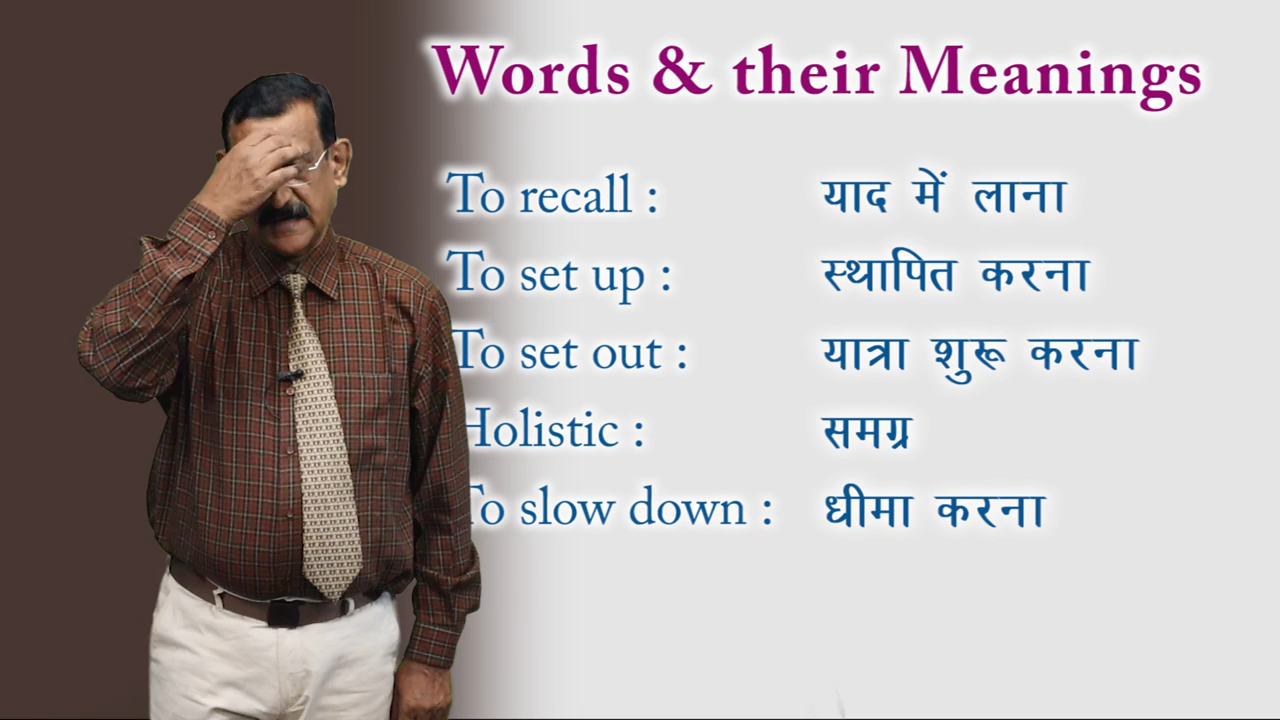 Words & their Meanings
To recall : याद में लाना
To set up : स्थापित करना
To set out : यात्रा शुरू करना
Holistic : समग्र
To slow down : धीमा करना